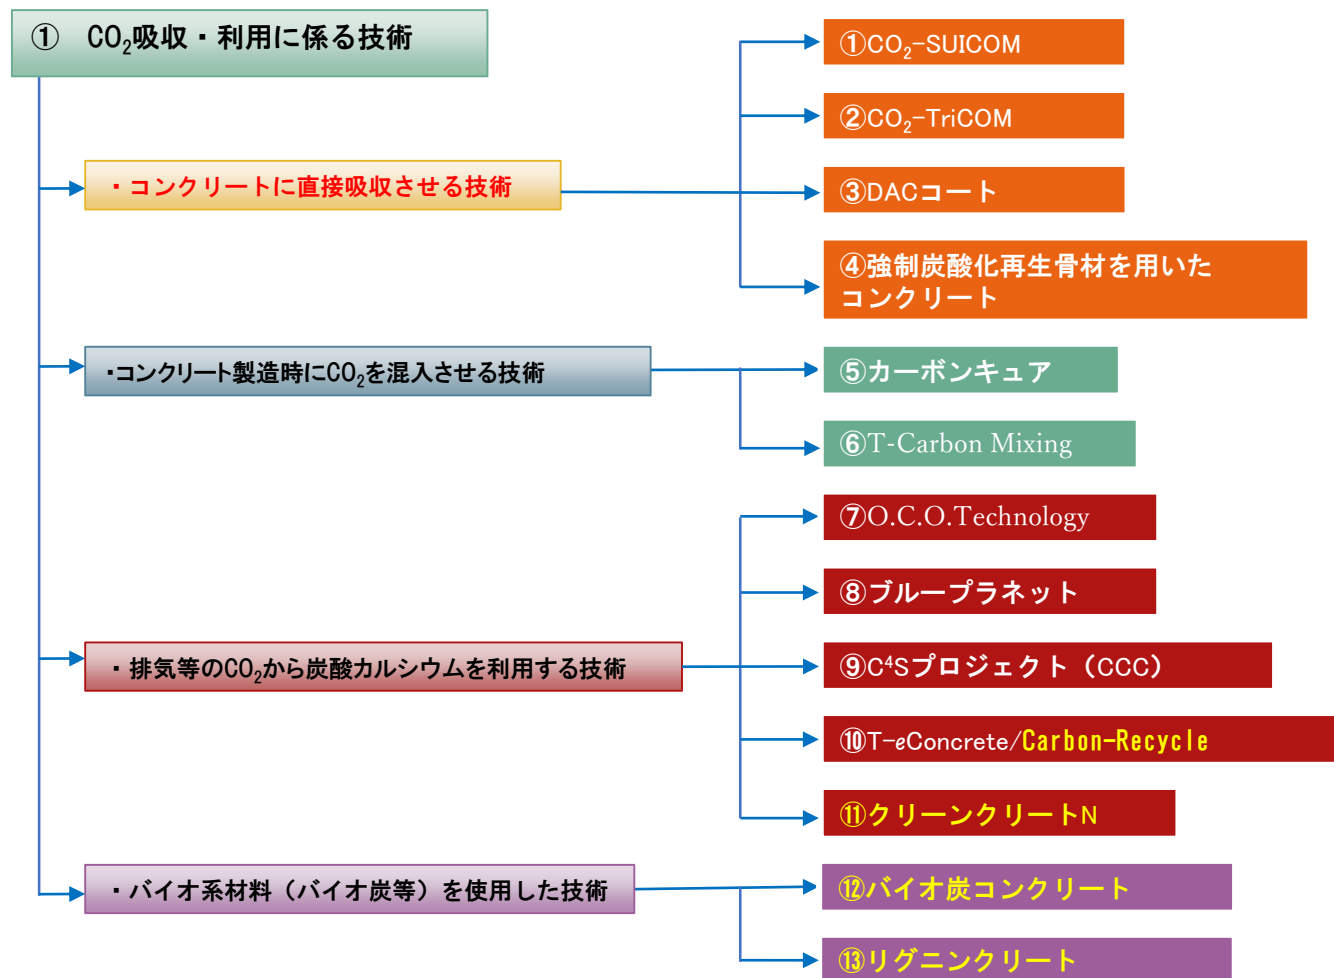 ① CO₂吸収・利用に係る技術
・コンクリートに直接吸収させる技術
①CO₂-SUICOM
②CO₂-TriCOM
③DACコート
④強制炭酸化再生骨材を用いた
コンクリート
・コンクリート製造時にCO₂を混入させる技術
⑤カーボンキュア
⑥T-Carbon Mixing
・排気等のCO₂から炭酸カルシウムを利用する技術
⑦O.C.O.Technology
⑧ブループラネット
⑨C⁴Sプロジェクト（CCC）
⑩T-eConcrete/Carbon-Recycle
⑪クリーンクリートN
・バイオ系材料（バイオ炭等）を使用した技術
⑫バイオ炭コンクリート
⑬リグニンクリート